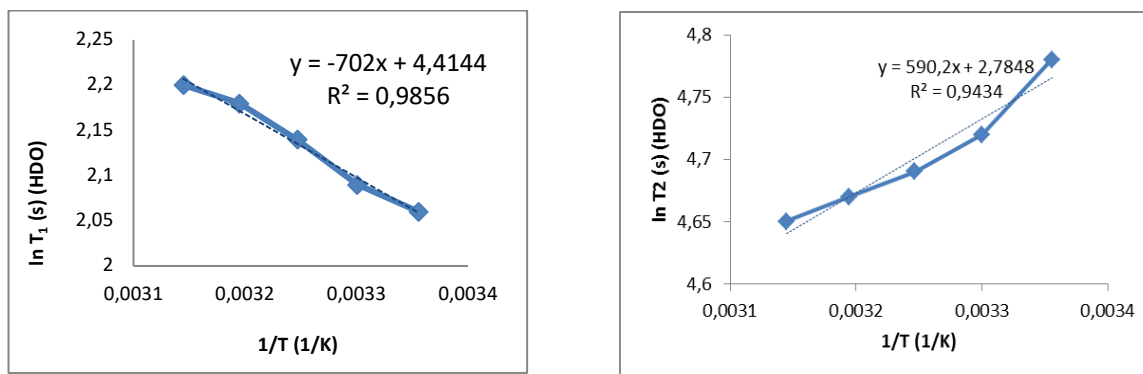 2,25
2,2
2,15
2,1
2,05
2
ln T₁ (s) (HDO)
y = -702x + 4,4144
R² = 0,9856
0,0031 0,0032 0,0033 0,0034
1/T (1/K)
4,8
4,75
4,7
4,65
4,6
ln T2 (s) (HDO)
y = 590,2x + 2,7848
R² = 0,9434
0,0031 0,0032 0,0033 0,0034
1/T (1/K)